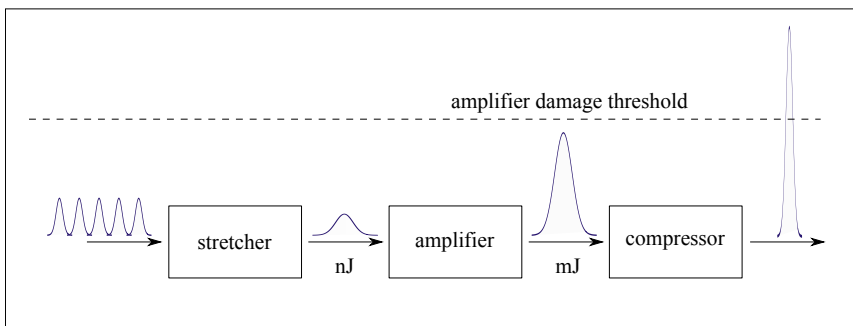 amplifier damage threshold
stretcher
nJ
amplifier
mJ
compressor